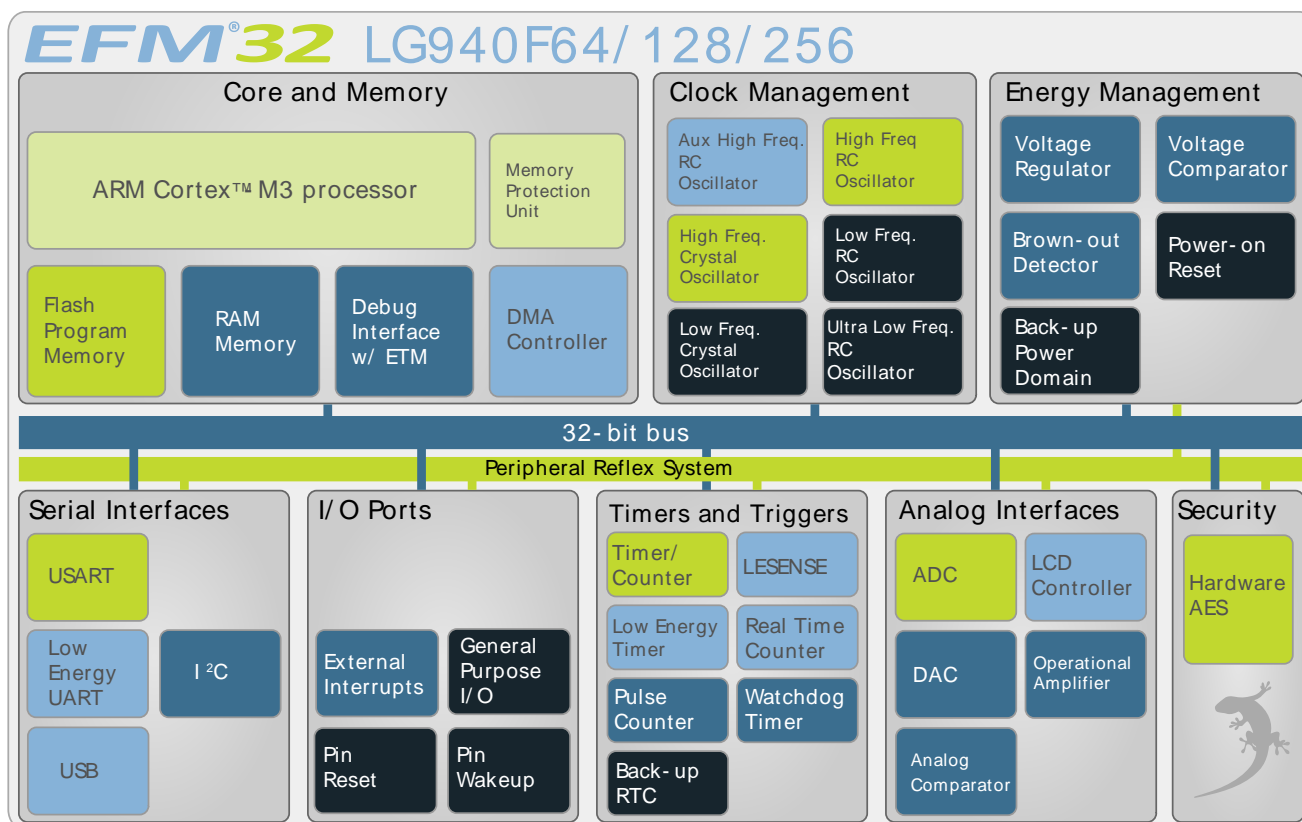 EFM®32 LG940F64/128/256
Core and Memory
ARM Cortex™ M3 processor
Memory
Protection
Unit
Flash
Program
Memory
RAM
Memory
Debug
Interface
w/ ETM
DMA
Controller
Clock Management
Aux High Freq.
RC
Oscillator
High Freq
RC
Oscillator
High Freq.
Crystal
Oscillator
Low Freq.
RC
Oscillator
Low Freq.
Crystal
Oscillator
Ultra Low Freq.
RC
Oscillator
Energy Management
Voltage
Regulator
Voltage
Comparator
Brown-out
Detector
Power-on
Reset
Back-up
Power
Domain
32-bit bus
Peripheral Reflex System
Serial Interfaces
USART
Low
Energy
UART
I²C
USB
I/O Ports
External
Interrupts
General
Purpose
I/O
Pin
Reset
Pin
Wakeup
Timers and Triggers
Timer/
Counter
LESENSE
Low Energy
Timer
Real Time
Counter
Pulse
Counter
Watchdog
Timer
Back-up
RTC
Analog Interfaces
ADC
LCD
Controller
DAC
Operational
Amplifier
Analog
Comparator
Security
Hardware
AES